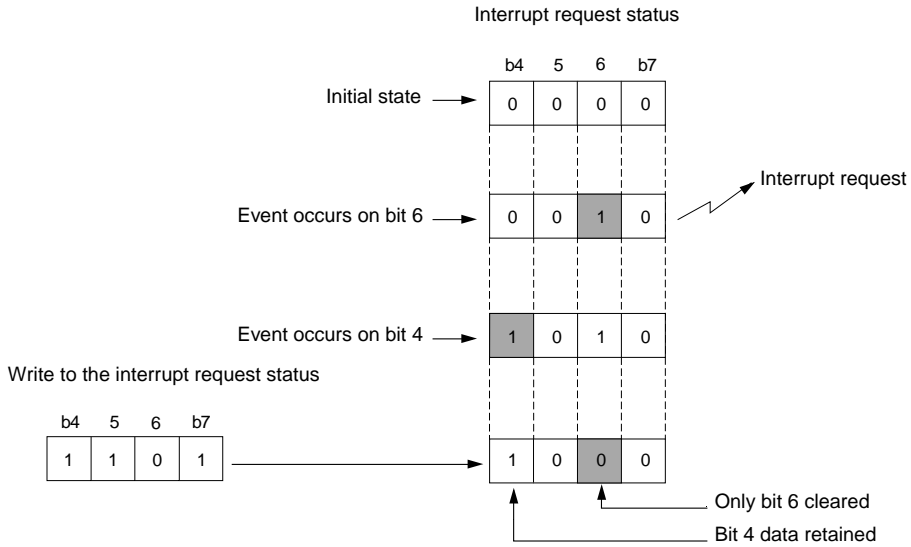 Interrupt request status
b4 5 6 b7
Initial state 0 0 0 0
Interrupt request
Event occurs on bit 6 0 0 1 0
Event occurs on bit 4 1 0 1 0
Write to the interrupt request status
b4 5 6 b7
1 1 0 1 1 0 0 0
Only bit 6 cleared
Bit 4 data retained